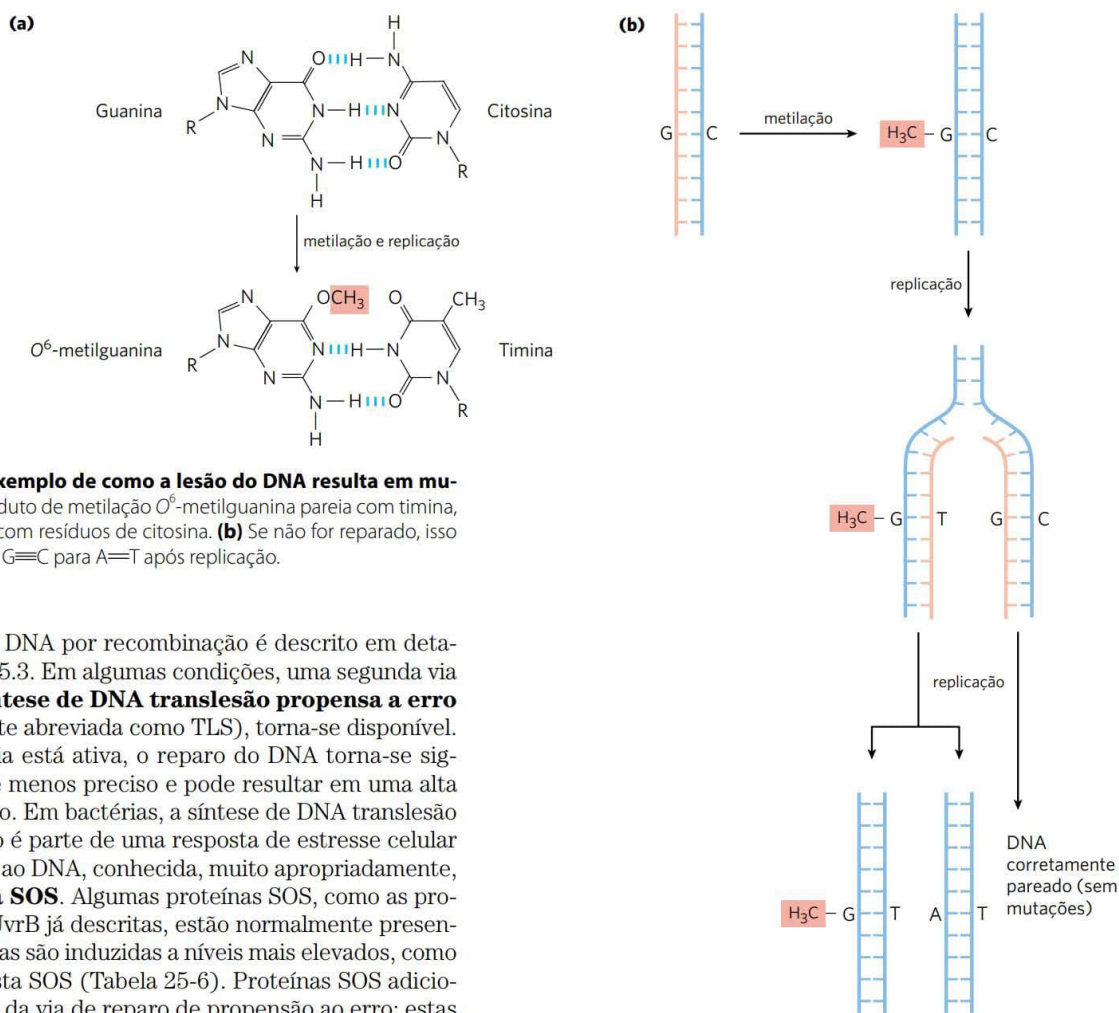 (a)
H
N
O
H
N
Guanina
N
H
N
Citosina
N
R
N
N
H
O
N
R
H
metilação e replicação
N
OCH₃
O
CH₃
O⁶-metilguanina
N
N
H
N
Timina
R
N
N
H
O
N
R
H
xemplo de como a lesão do DNA resulta em mu-
duto de metilação O⁶-metilguanina pareia com timina,
com resíduos de citosina. (b) Se não for reparado, isso
G≡C para A=T após replicação.
DNA por recombinação é descrito em deta-
5.3. Em algumas condições, uma segunda via
ntese de DNA translesão propensa a erro
te abreviada como TLS), torna-se disponível.
ia está ativa, o reparo do DNA torna-se sig-
e menos preciso e pode resultar em uma alta
o. Em bactérias, a síntese de DNA translesão
o é parte de uma resposta de estresse celular
ao DNA, conhecida, muito apropriadamente,
a SOS. Algumas proteínas SOS, como as pro-
UvrB já descritas, estão normalmente presen-
as são induzidas a níveis mais elevados, como
sta SOS (Tabela 25-6). Proteínas SOS adicio-
da via de reparo de propensão ao erro; estas
(b)
G C
metilação
H₃C – G C
replicação
H₃C – G T G C
replicação
DNA
corretamente
pareado (sem
mutações)
H₃C – G T A T